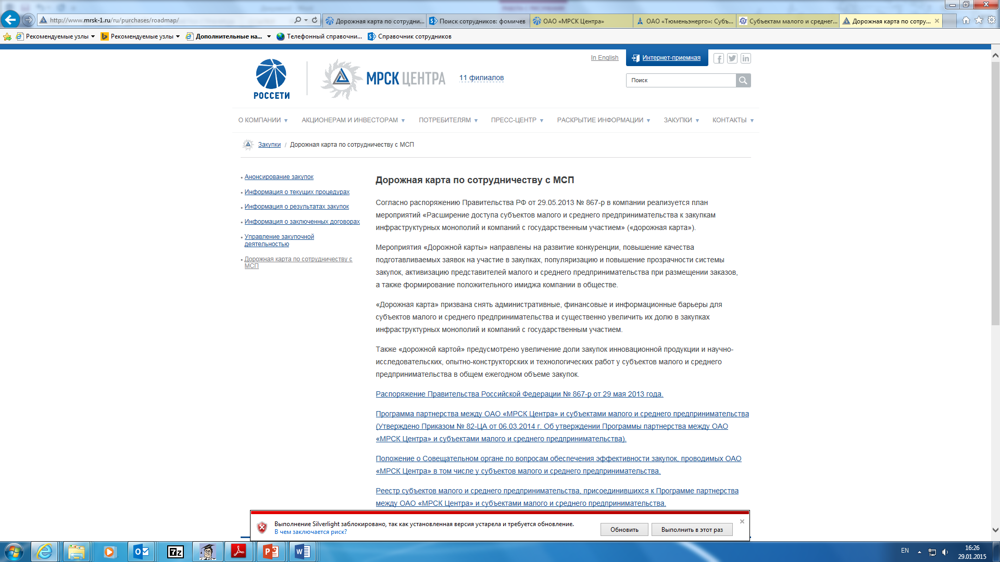 http://www.mrsk-1.ru/ru/purchases/roadmap/
Дорожная карта по сотрудни...
Поиск сотрудников: фомичев
ОАО «МРСК Центра»
ОАО «Тюменьэнерго»: Субъ...
Субъектам малого и среднег...
Дорожная карта по сотру...
Рекомендуемые узлы
Рекомендуемые узлы
Дополнительные на...
Телефонный справочни...
Справочник сотрудников
In English
Интернет-приемная
РОССЕТИ
МРСК ЦЕНТРА
11 филиалов
Поиск
О КОМПАНИИ
АКЦИОНЕРАМ И ИНВЕСТОРАМ
ПОТРЕБИТЕЛЯМ
ПРЕСС-ЦЕНТР
РАСКРЫТИЕ ИНФОРМАЦИИ
ЗАКУПКИ
КОНТАКТЫ
Закупки / Дорожная карта по сотрудничеству с МСП
Анонсирование закупок
Информация о текущих процедурах
Информация о результатах закупок
Информация о заключенных договорах
Управление закупочной
деятельностью
Дорожная карта по сотрудничеству с
МСП
Дорожная карта по сотрудничеству с МСП
Согласно распоряжению Правительства РФ от 29.05.2013 № 867-р в компании реализуется план
мероприятий «Расширение доступа субъектов малого и среднего предпринимательства к закупкам
инфраструктурных монополий и компаний с государственным участием» («дорожная карта»).
Мероприятия «Дорожной карты» направлены на развитие конкуренции, повышение качества
подготавливаемых заявок на участие в закупках, популяризацию и повышение прозрачности системы
закупок, активизацию представителей малого и среднего предпринимательства при размещении заказов,
а также формирование положительного имиджа компании в обществе.
«Дорожная карта» призвана снять административные, финансовые и информационные барьеры для
субъектов малого и среднего предпринимательства и существенно увеличить их долю в закупках
инфраструктурных монополий и компаний с государственным участием.
Также «дорожной картой» предусмотрено увеличение доли закупок инновационной продукции и научно-
исследовательских, опытно-конструкторских и технологических работ у субъектов малого и среднего
предпринимательства в общем ежегодном объеме закупок.
Распоряжение Правительства Российской Федерации № 867-р от 29 мая 2013 года.
Программа партнерства между ОАО «МРСК Центра» и субъектами малого и среднего предпринимательства
(Утверждено Приказом № 82-ЦА от 06.03.2014 г. Об утверждении Программы партнерства между ОАО
«МРСК Центра» и субъектами малого и среднего предпринимательства).
Положение о Совещательном органе по вопросам обеспечения эффективности закупок, проводимых ОАО
«МРСК Центра» в том числе у субъектов малого и среднего предпринимательства.
Реестр субъектов малого и среднего предпринимательства, присоединившихся к Программе партнерства
между ОАО «МРСК Центра» и субъектами малого и среднего предпринимательства.
Выполнение Silverlight заблокировано, так как установленная версия устарела и требуется обновление.
В чем заключается риск?
Обновить
Выполнить в этот раз
EN
16:26
29.01.2015